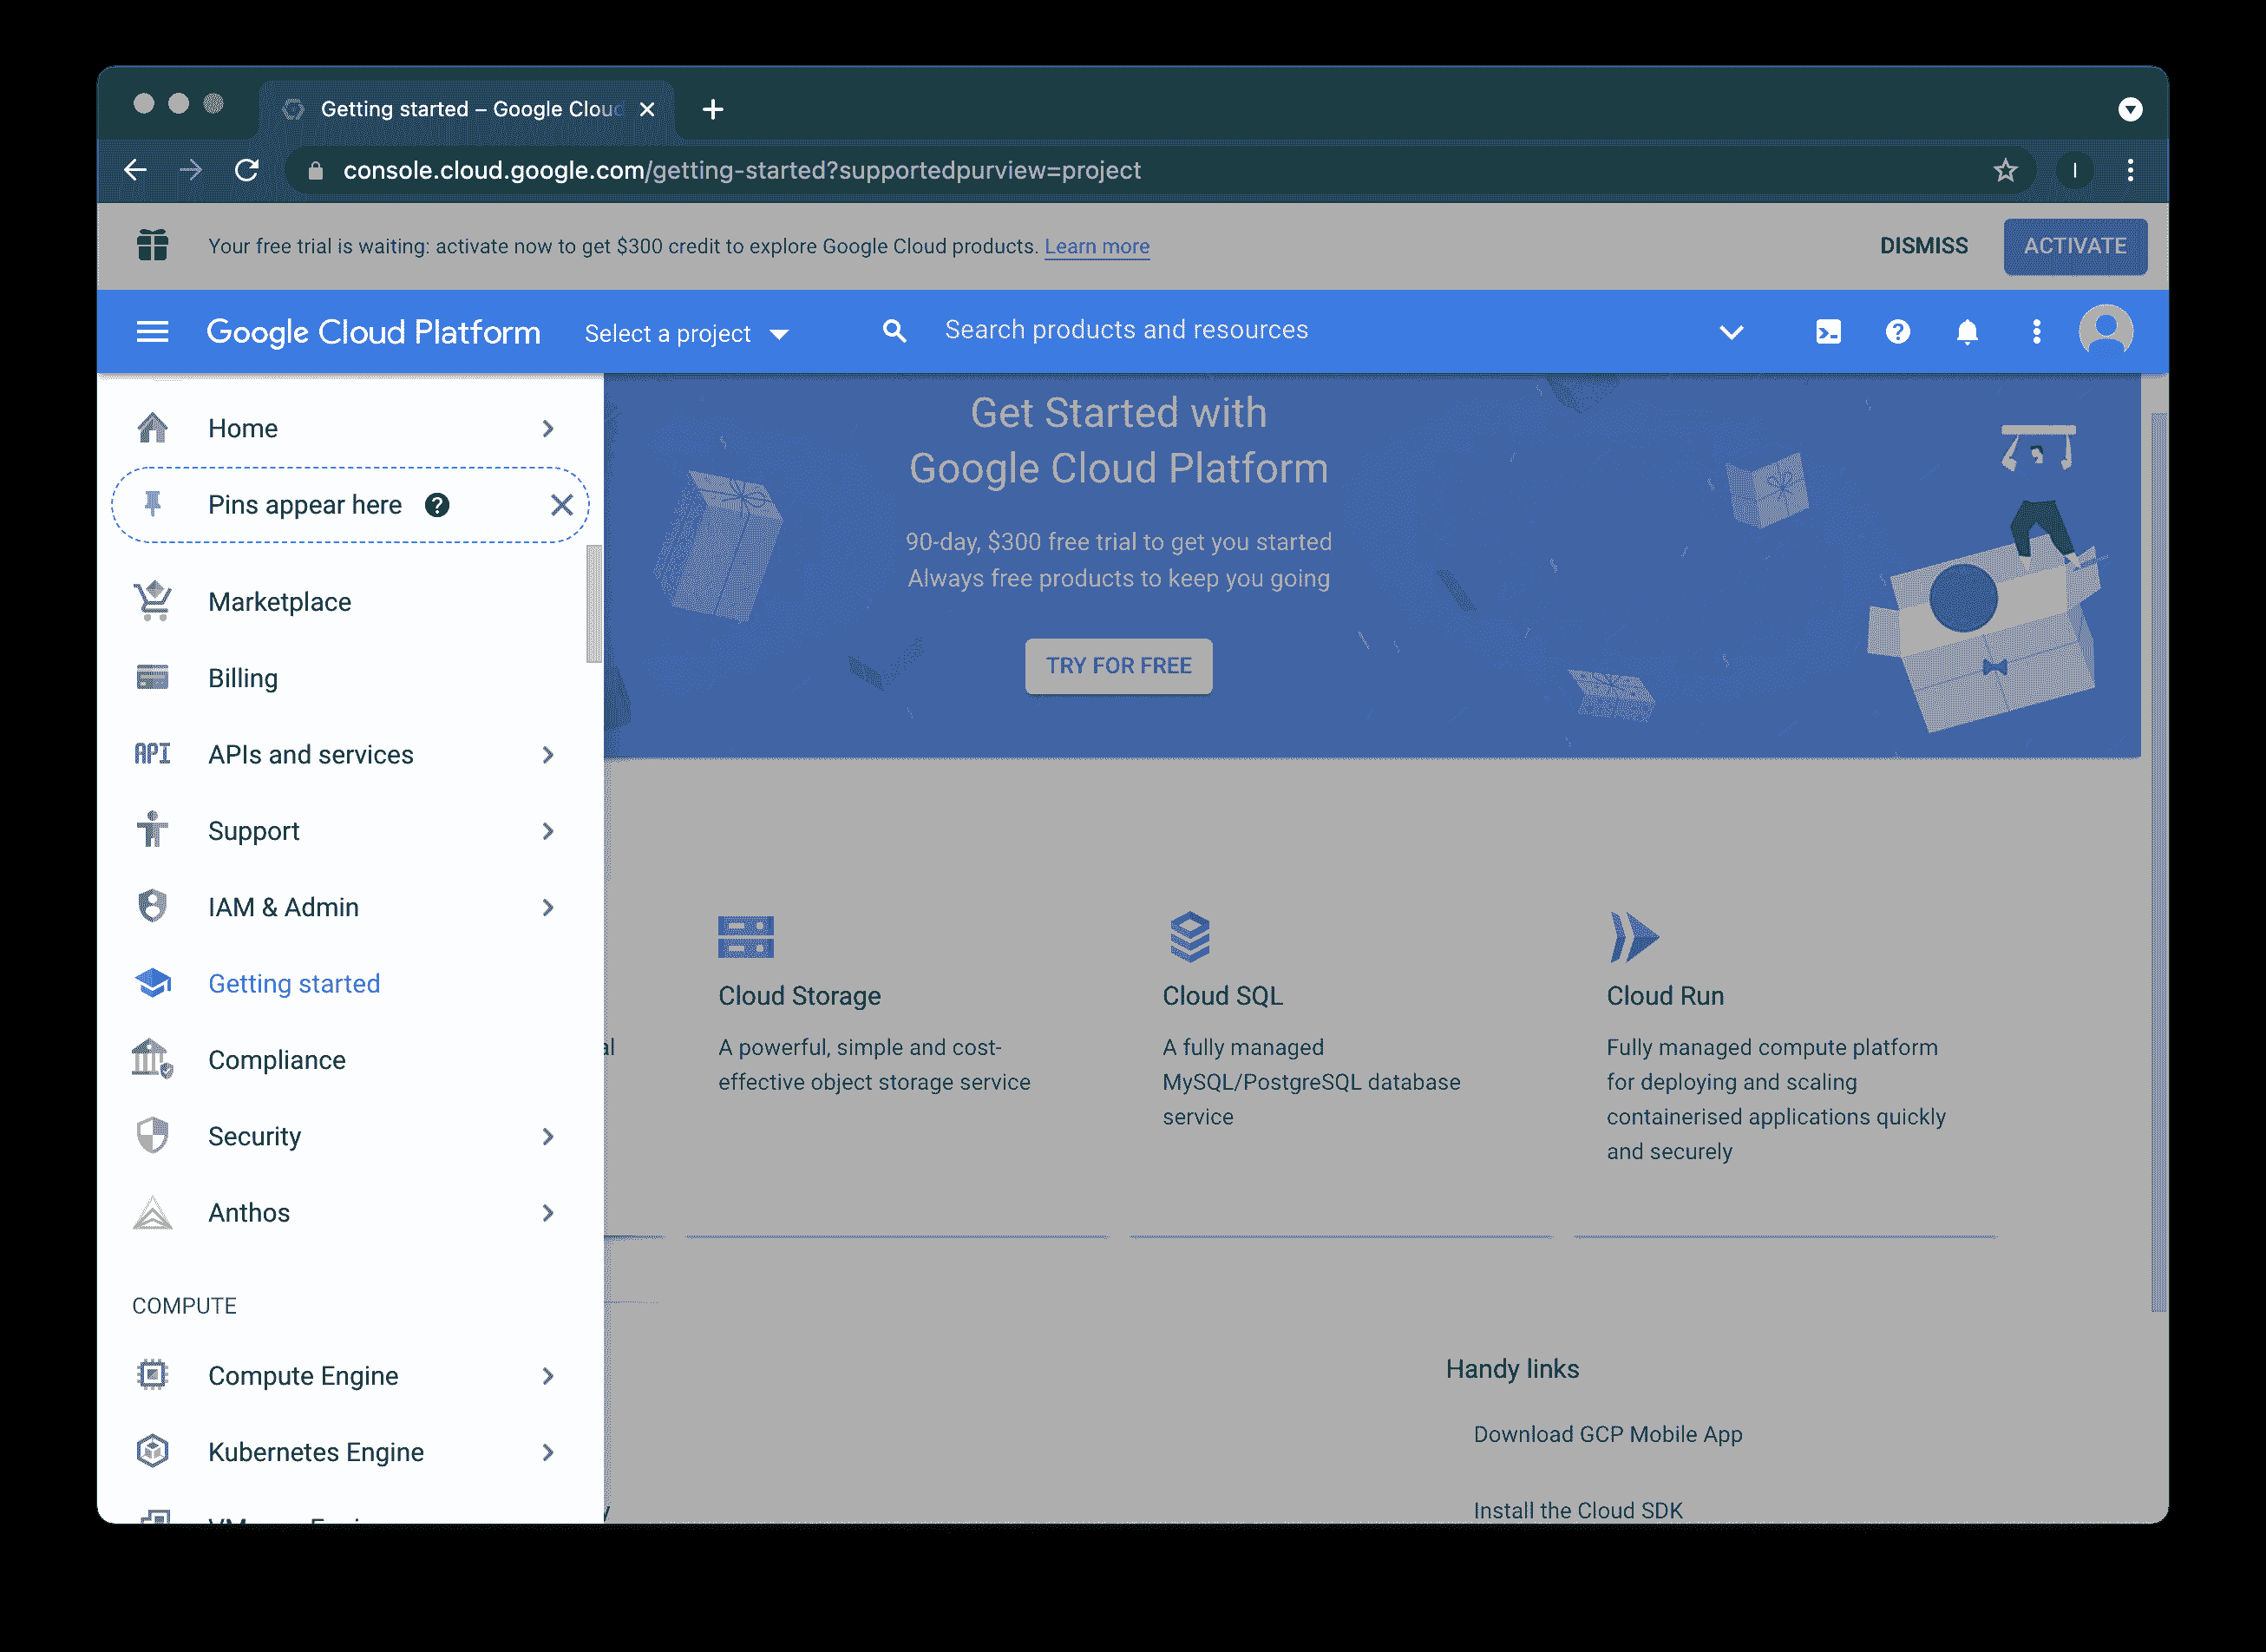 Getting started – Google Cloud
console.cloud.google.com/getting-started?supportedpurview=project
I
Your free trial is waiting: activate now to get $300 credit to explore Google Cloud products. Learn more
DISMISS
ACTIVATE
Google Cloud Platform
Select a project
Search products and resources
Home
Pins appear here
Marketplace
Billing
API
APIs and services
Support
IAM & Admin
Getting started
Compliance
Security
Anthos
COMPUTE
Compute Engine
Kubernetes Engine
Get Started with
Google Cloud Platform
90-day, $300 free trial to get you started
Always free products to keep you going
TRY FOR FREE
Cloud Storage
A powerful, simple and cost-
effective object storage service
Cloud SQL
A fully managed
MySQL/PostgreSQL database
service
Cloud Run
Fully managed compute platform
for deploying and scaling
containerised applications quickly
and securely
Handy links
Download GCP Mobile App
Install the Cloud SDK